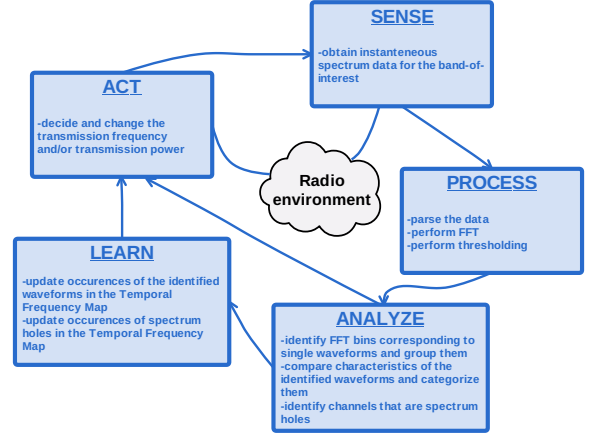 SENSE
-obtain instanteneous
spectrum data for the band-of-
interest
ACT
-decide and change the
transmission frequency
and/or transmission power
Radio
environment
PROCESS
-parse the data
-perform FFT
-perform thresholding
LEARN
-update occurences of the identified
waveforms in the Temporal
Frequency Map
-update occurences of spectrum
holes in the Temporal Frequency
Map
ANALYZE
-identify FFT bins corresponding to
single waveforms and group them
-compare characteristics of the
identified waveforms and categorize
them
-identify channels that are spectrum
holes